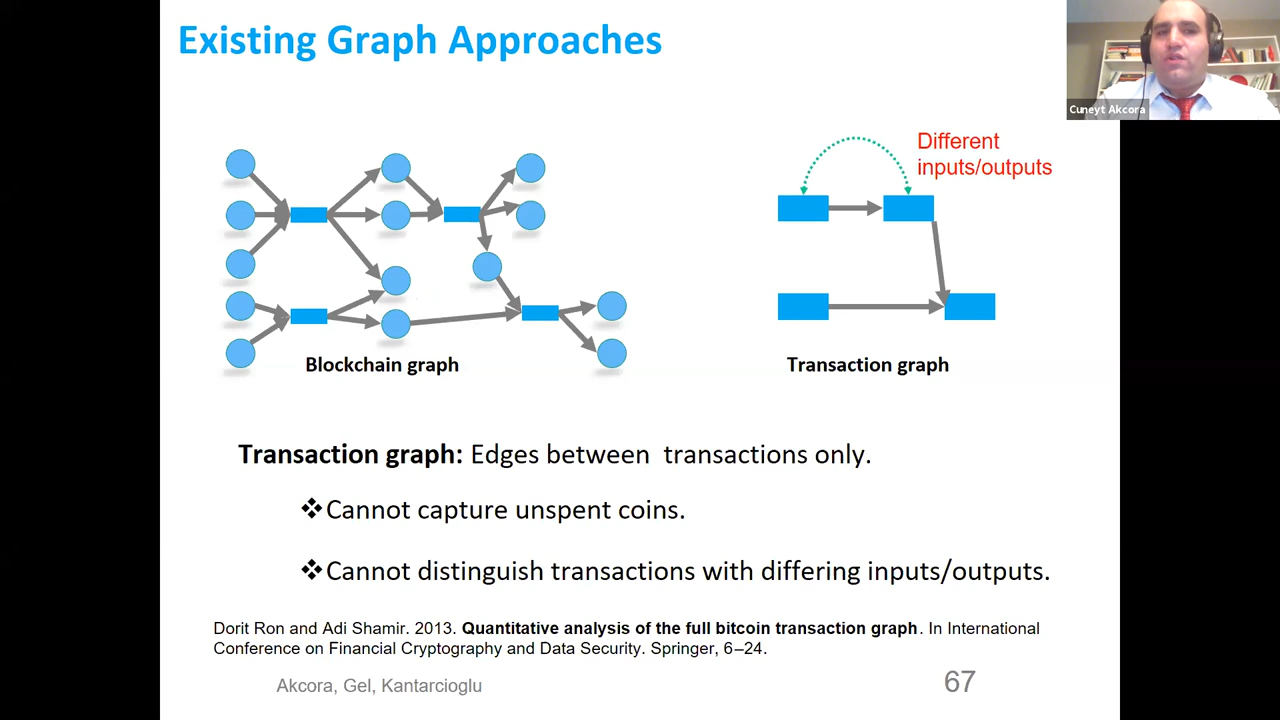 Existing Graph Approaches
Cuneyt Akcora
Different
inputs/outputs
Blockchain graph
Transaction graph
Transaction graph: Edges between  transactions only.
❖Cannot capture unspent coins.
❖Cannot distinguish transactions with differing inputs/outputs.
Dorit Ron and Adi Shamir. 2013. Quantitative analysis of the full bitcoin transaction graph. In International
Conference on Financial Cryptography and Data Security. Springer, 6–24.
Akcora, Gel, Kantarcioglu
67